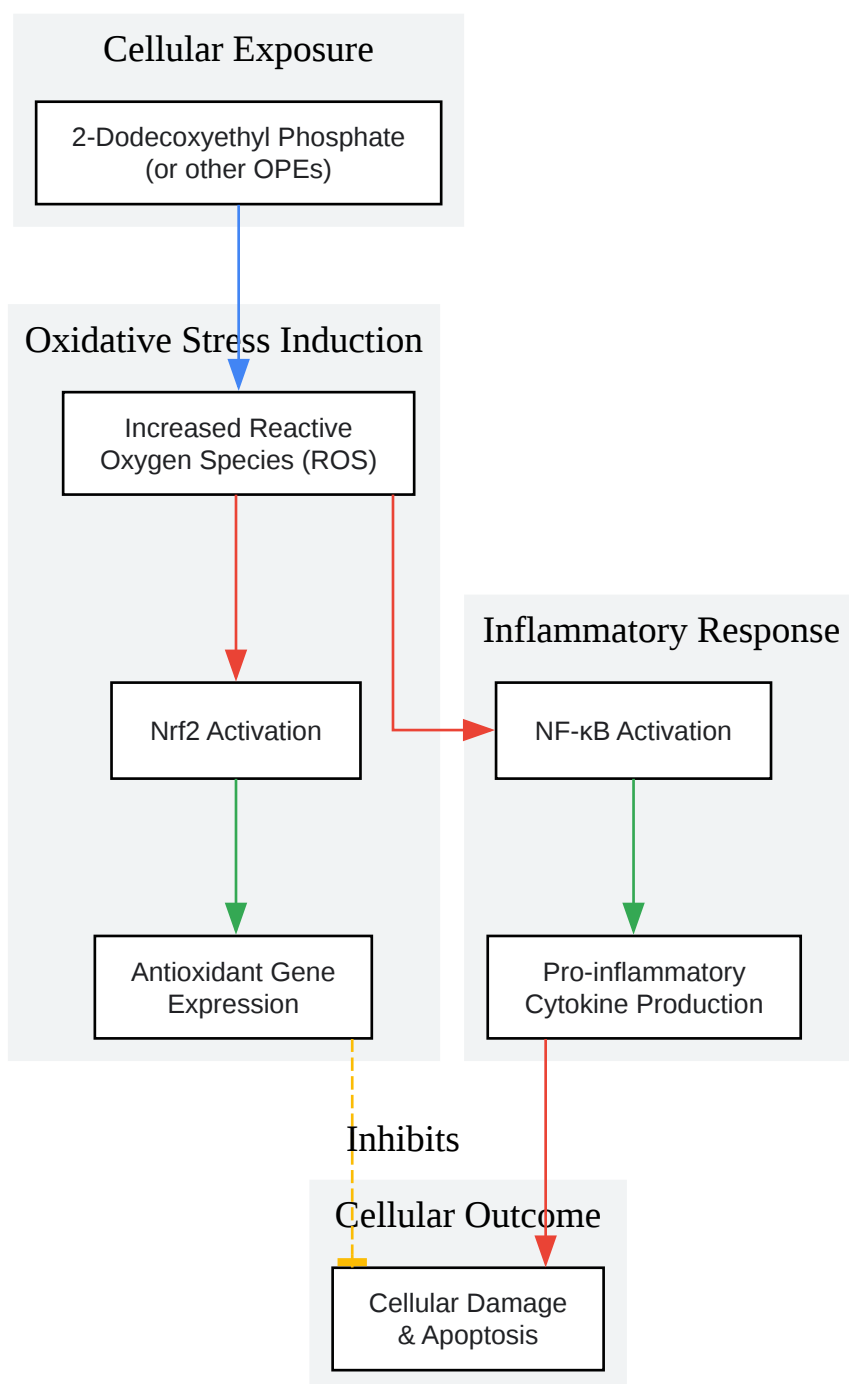 Cellular Exposure
2-Dodecoxyethyl Phosphate
(or other OPEs)
Oxidative Stress Induction
Increased Reactive
Oxygen Species (ROS)
Inflammatory Response
Nrf2 Activation
NF-κB Activation
Antioxidant Gene
Expression
Pro-inflammatory
Cytokine Production
Inhibits
Cellular Outcome
Cellular Damage
& Apoptosis